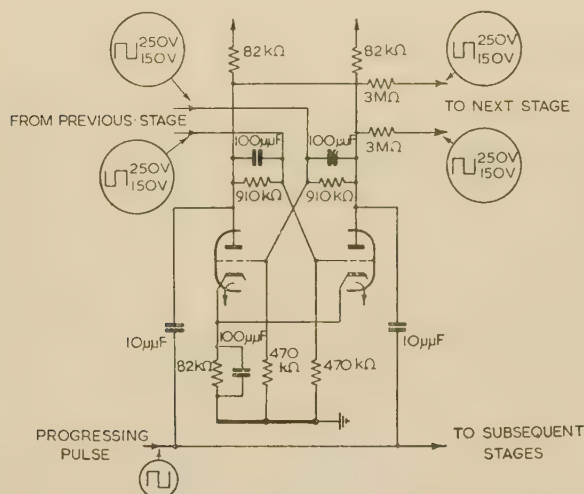 250V
150V
82kΩ
82kΩ
250V
150V
3MΩ
TO NEXT STAGE
FROM PREVIOUS STAGE
100μμF
100μμF
3MΩ
250V
150V
910kΩ
910kΩ
250V
150V
10μμF
100μμF
82kΩ
470
kΩ
470kΩ
10μμF
PROGRESSING
PULSE
TO SUBSEQUENT
STAGES